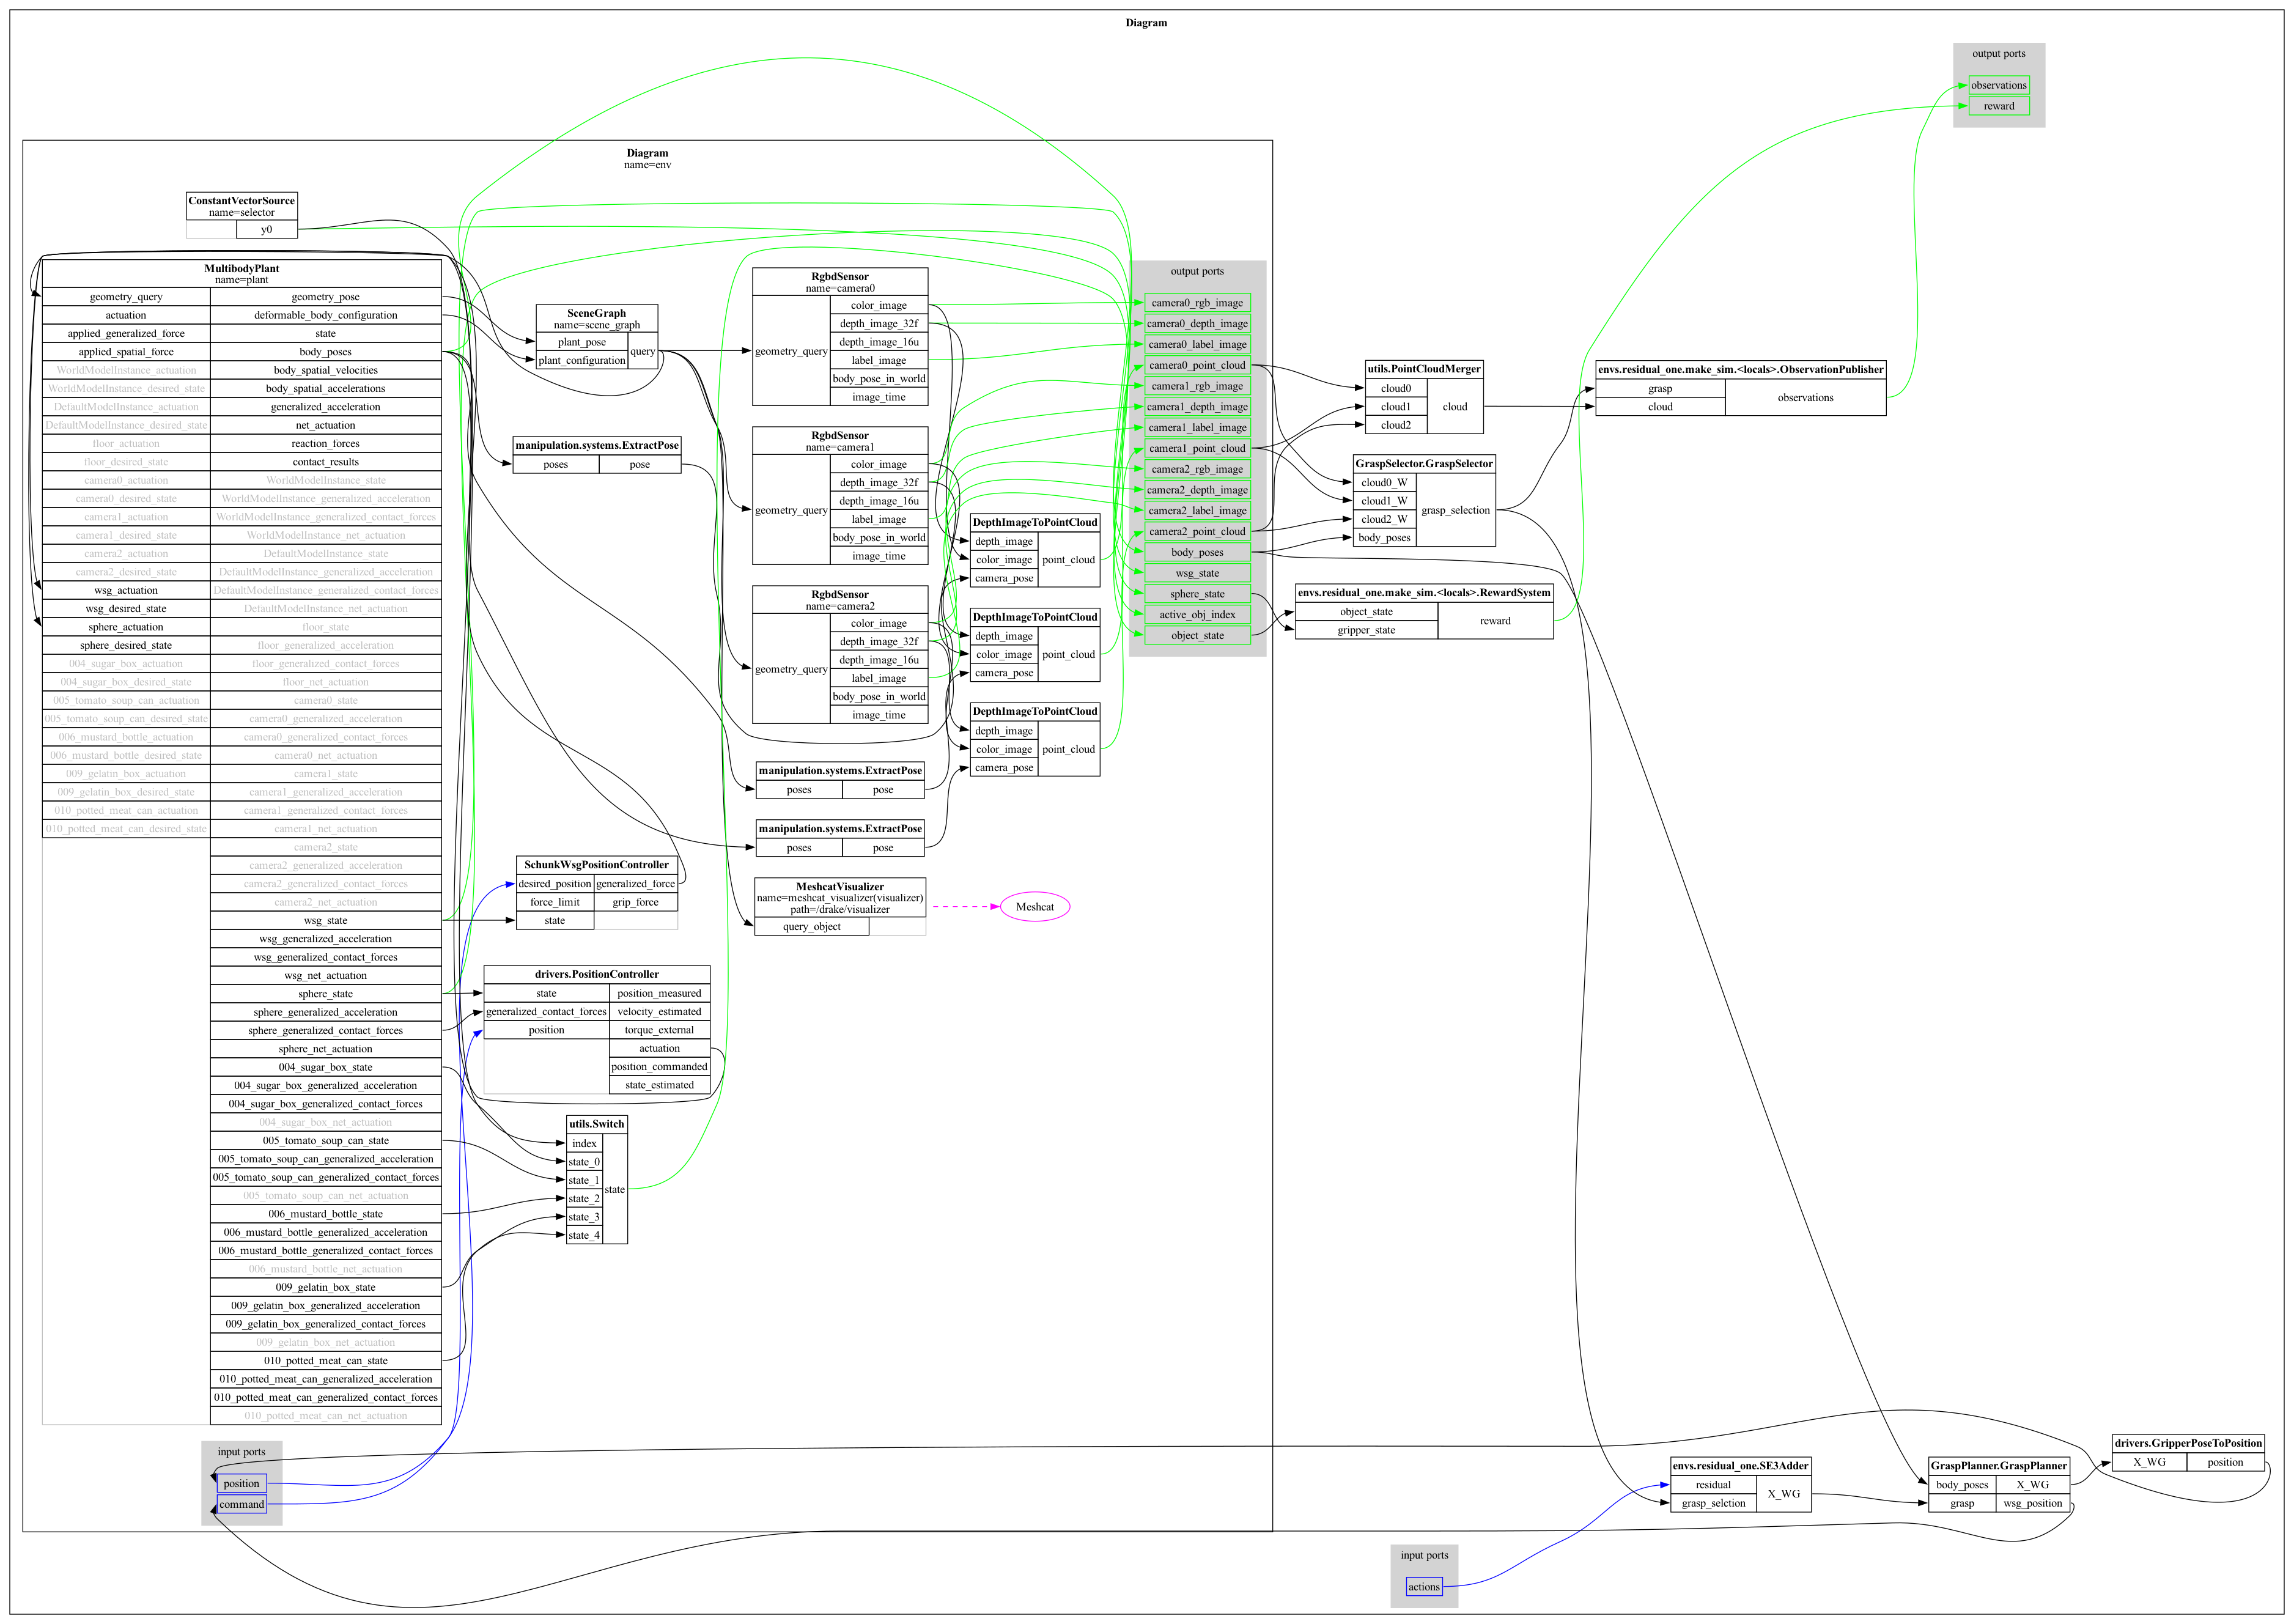 Diagram
output ports
observations
reward
Diagram
name=env
ConstantVectorSource
name=selector
y0
MultibodyPlant
name=plant
geometry_query geometry_pose
actuation deformable_body_configuration
applied_generalized_force state
applied_spatial_force body_poses
WorldModelInstance_actuation body_spatial_velocities
WorldModelInstance_desired_state body_spatial_accelerations
DefaultModelInstance_actuation generalized_acceleration
DefaultModelInstance_desired_state net_actuation
floor_actuation reaction_forces
floor_desired_state contact_results
camera0_actuation WorldModelInstance_state
camera0_desired_state WorldModelInstance_generalized_acceleration
camera1_actuation WorldModelInstance_generalized_contact_forces
camera1_desired_state WorldModelInstance_net_actuation
camera2_actuation DefaultModelInstance_state
camera2_desired_state DefaultModelInstance_generalized_acceleration
wsg_actuation DefaultModelInstance_generalized_contact_forces
wsg_desired_state DefaultModelInstance_net_actuation
sphere_actuation floor_state
sphere_desired_state floor_generalized_acceleration
004_sugar_box_actuation floor_generalized_contact_forces
004_sugar_box_desired_state floor_net_actuation
005_tomato_soup_can_actuation camera0_state
005_tomato_soup_can_desired_state camera0_generalized_acceleration
006_mustard_bottle_actuation camera0_generalized_contact_forces
006_mustard_bottle_desired_state camera0_net_actuation
009_gelatin_box_actuation camera1_state
009_gelatin_box_desired_state camera1_generalized_acceleration
010_potted_meat_can_actuation camera1_generalized_contact_forces
010_potted_meat_can_desired_state camera1_net_actuation
camera2_state
camera2_generalized_acceleration
camera2_generalized_contact_forces
camera2_net_actuation
wsg_state
wsg_generalized_acceleration
wsg_generalized_contact_forces
wsg_net_actuation
sphere_state
sphere_generalized_acceleration
sphere_generalized_contact_forces
sphere_net_actuation
004_sugar_box_state
004_sugar_box_generalized_acceleration
004_sugar_box_generalized_contact_forces
004_sugar_box_net_actuation
005_tomato_soup_can_state
005_tomato_soup_can_generalized_acceleration
005_tomato_soup_can_generalized_contact_forces
005_tomato_soup_can_net_actuation
006_mustard_bottle_state
006_mustard_bottle_generalized_acceleration
006_mustard_bottle_generalized_contact_forces
006_mustard_bottle_net_actuation
009_gelatin_box_state
009_gelatin_box_generalized_acceleration
009_gelatin_box_generalized_contact_forces
009_gelatin_box_net_actuation
010_potted_meat_can_state
010_potted_meat_can_generalized_acceleration
010_potted_meat_can_generalized_contact_forces
010_potted_meat_can_net_actuation
input ports
position
command
SceneGraph
name=scene_graph
plant_pose
query
plant_configuration
manipulation.systems.ExtractPose
poses pose
SchunkWsgPositionController
desired_position generalized_force
force_limit grip_force
state
drivers.PositionController
state position_measured
generalized_contact_forces velocity_estimated
position torque_external
actuation
position_commanded
state_estimated
utils.Switch
index
state_0
state_1
state
state_2
state_3
state_4
RgbdSensor
name=camera0
color_image
depth_image_32f
depth_image_16u
geometry_query
label_image
body_pose_in_world
image_time
RgbdSensor
name=camera1
color_image
depth_image_32f
depth_image_16u
geometry_query
label_image
body_pose_in_world
image_time
RgbdSensor
name=camera2
color_image
depth_image_32f
depth_image_16u
geometry_query
label_image
body_pose_in_world
image_time
manipulation.systems.ExtractPose
poses pose
manipulation.systems.ExtractPose
poses pose
MeshcatVisualizer
name=meshcat_visualizer(visualizer)
path=/drake/visualizer
query_object
Meshcat
DepthImageToPointCloud
depth_image
color_image point_cloud
camera_pose
DepthImageToPointCloud
depth_image
color_image point_cloud
camera_pose
DepthImageToPointCloud
depth_image
color_image point_cloud
camera_pose
output ports
camera0_rgb_image
camera0_depth_image
camera0_label_image
camera0_point_cloud
camera1_rgb_image
camera1_depth_image
camera1_label_image
camera1_point_cloud
camera2_rgb_image
camera2_depth_image
camera2_label_image
camera2_point_cloud
body_poses
wsg_state
sphere_state
active_obj_index
object_state
utils.PointCloudMerger
cloud0
cloud1 cloud
cloud2
GraspSelector.GraspSelector
cloud0_W
cloud1_W
grasp_selection
cloud2_W
body_poses
envs.residual_one.make_sim.<locals>.RewardSystem
object_state
reward
gripper_state
envs.residual_one.make_sim.<locals>.ObservationPublisher
grasp
observations
cloud
envs.residual_one.SE3Adder
residual
X_WG
grasp_selction
GraspPlanner.GraspPlanner
body_poses X_WG
grasp wsg_position
drivers.GripperPoseToPosition
X_WG position
input ports
actions